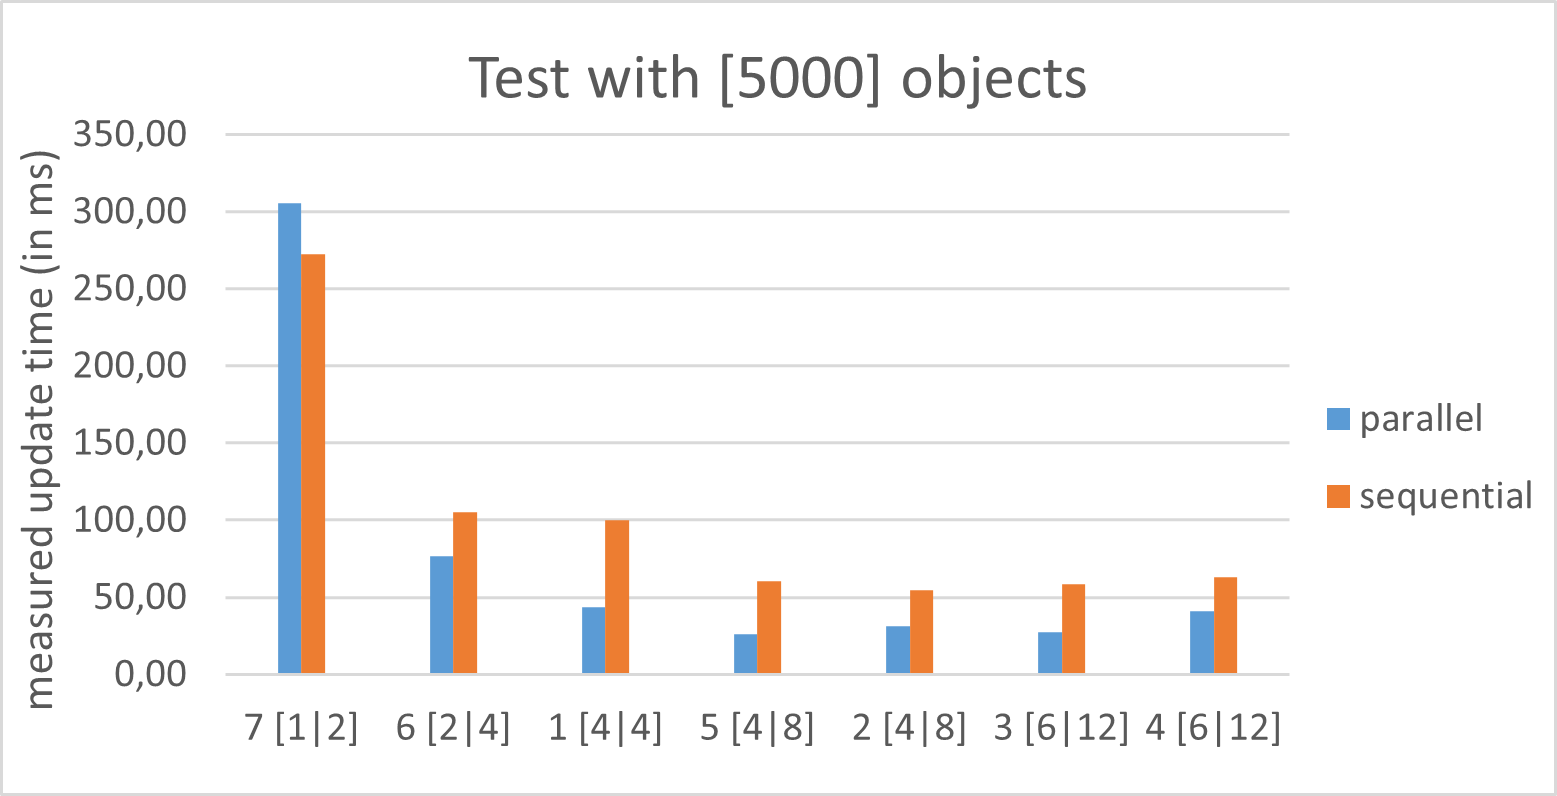 Test with [5000] objects
measured update time (in ms)
350,00
300,00
250,00
200,00
150,00
100,00
50,00
0,00
7 [1|2] 6 [2|4] 1 [4|4] 5 [4|8] 2 [4|8] 3 [6|12] 4 [6|12]
parallel
sequential